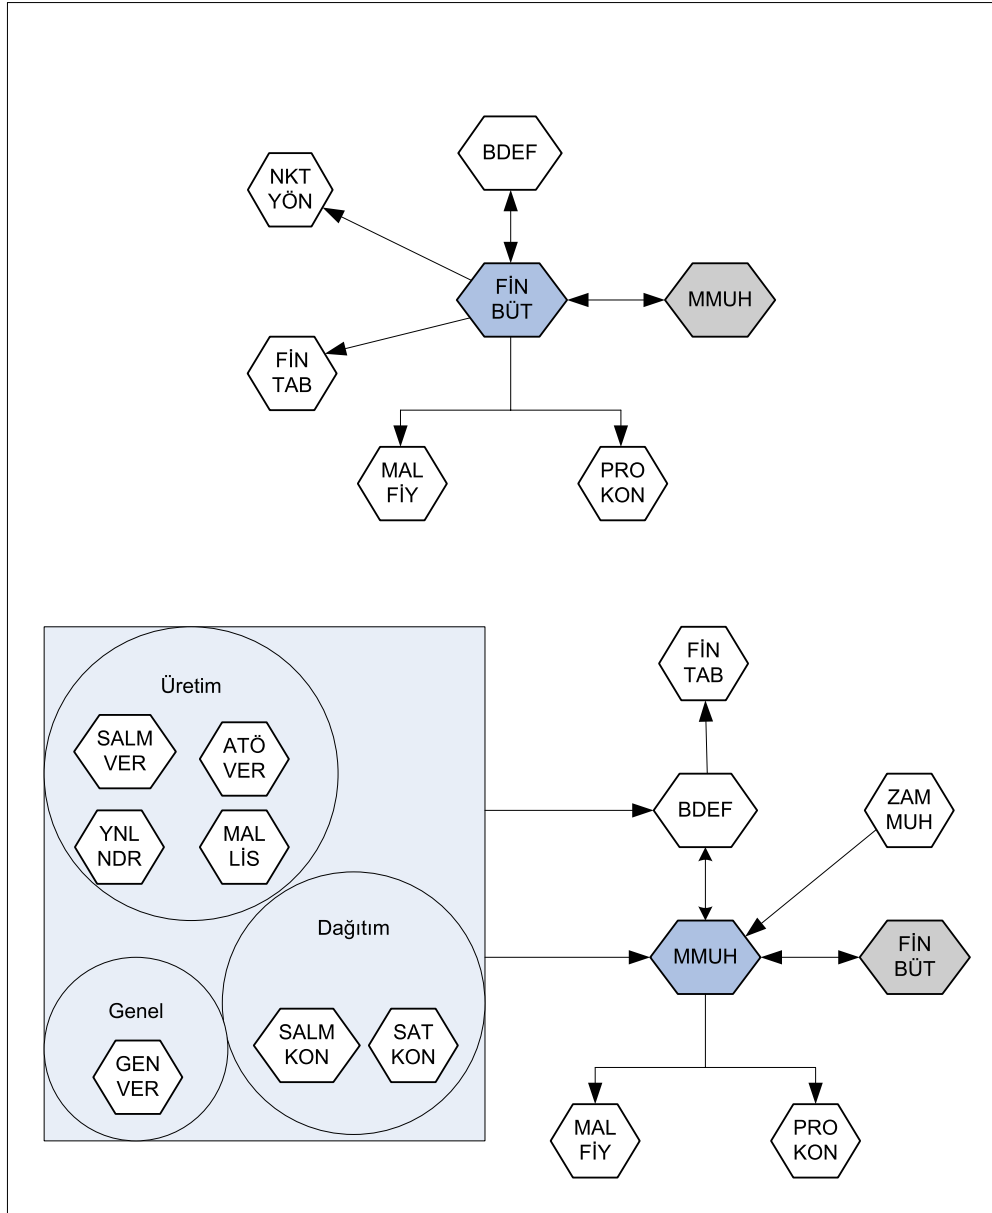 BDEF
NKT
YÖN
FİN
BÜT
MMUH
FİN
TAB
MAL
FİY
PRO
KON
Üretim
SALM
VER
ATÖ
VER
YNL
NDR
MAL
LİS
Dağıtım
SALM
KON
SAT
KON
Genel
GEN
VER
FİN
TAB
BDEF
ZAM
MUH
MMUH
FİN
BÜT
MAL
FİY
PRO
KON